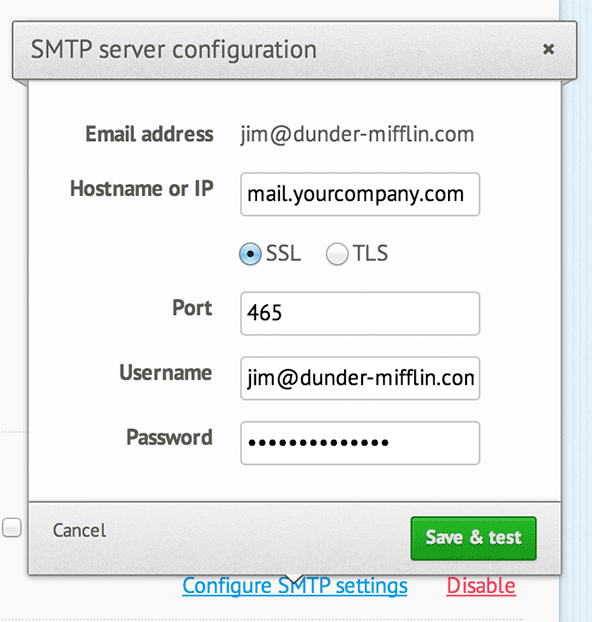 SMTP server configuration ×
Email address jim@dunder-mifflin.com
Hostname or IP mail.yourcompany.com
SSL TLS
Port 465
Username jim@dunder-mifflin.com
Password ••••••••••••••
Cancel Save & test
Configure SMTP settings Disable